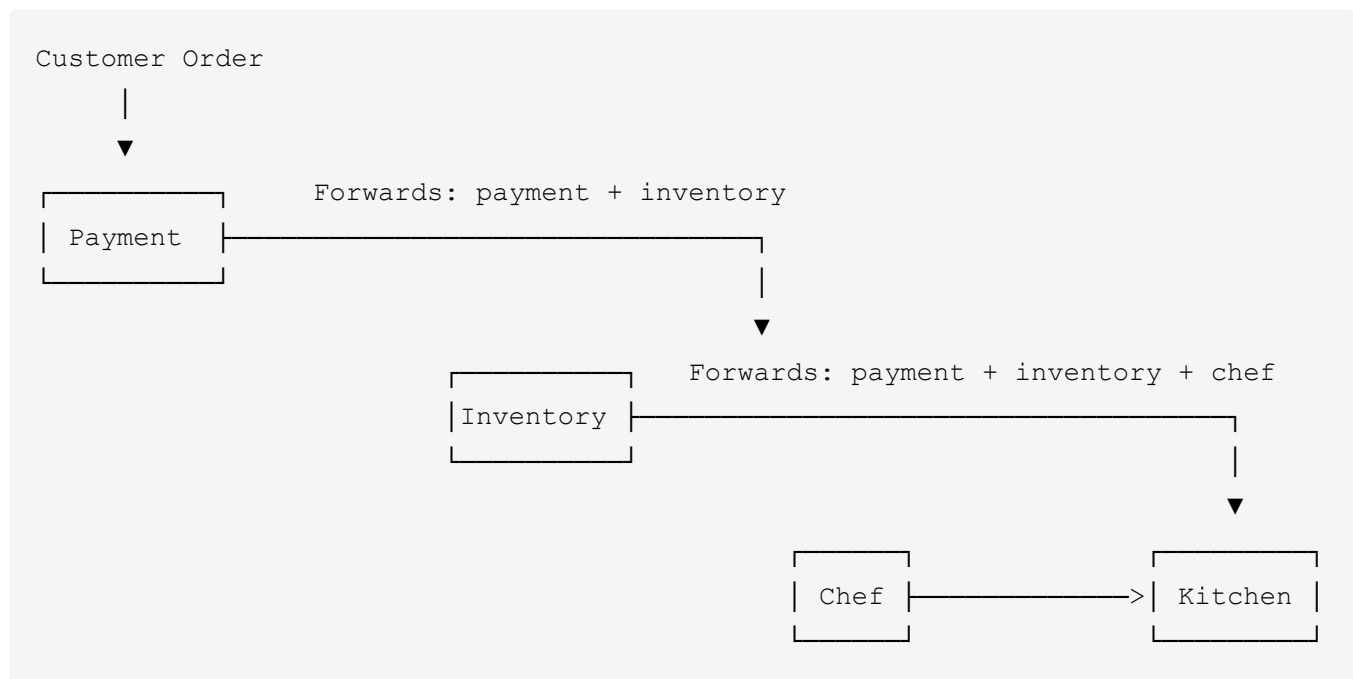 Customer Order
Forwards: payment + inventory
Payment
Forwards: payment + inventory + chef
Inventory
Chef
Kitchen